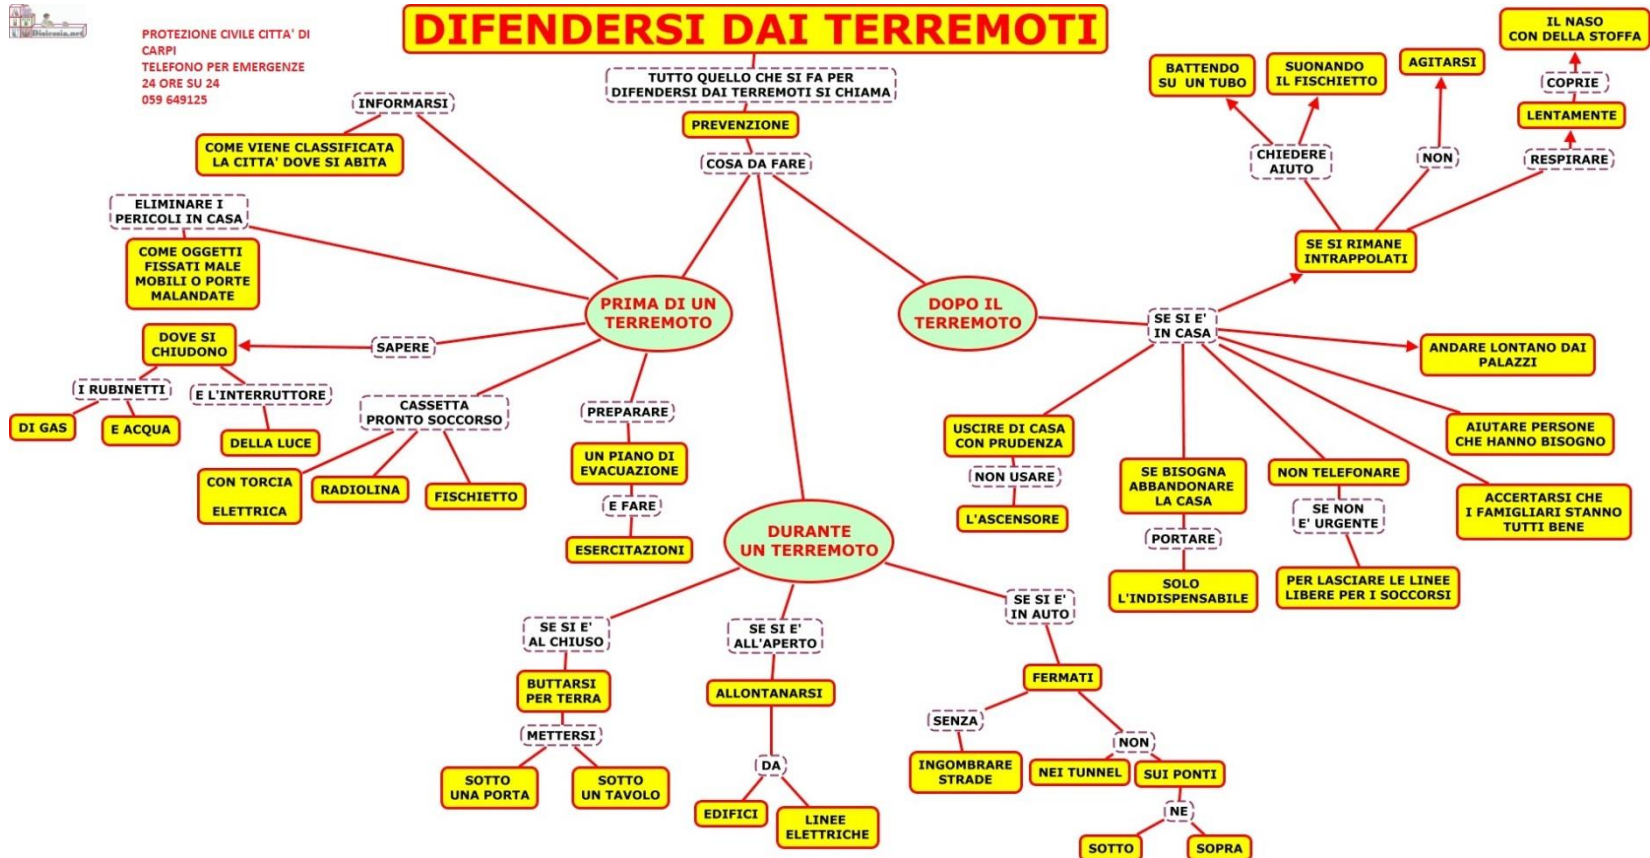 Dislessia.net
PROTEZIONE CIVILE CITTA' DI
CARPI
TELEFONO PER EMERGENZE
24 ORE SU 24
059 649125
DIFENDERSI DAI TERREMOTI
TUTTO QUELLO CHE SI FA PER
DIFENDERSI DAI TERREMOTI SI CHIAMA
PREVENZIONE
COSA DA FARE
INFORMARSI
COME VIENE CLASSIFICATA
LA CITTA' DOVE SI ABITA
ELIMINARE I
PERICOLI IN CASA
COME OGGETTI
FISSATI MALE
MOBILI O PORTE
MALANDATE
PRIMA DI UN
TERREMOTO
SAPERE
DOVE SI
CHIUDONO
I RUBINETTI
DI GAS
E ACQUA
E L'INTERRUTTORE
DELLA LUCE
CASSETTA
PRONTO SOCCORSO
CON TORCIA
ELETTRICA
RADIOLINA
FISCHIETTO
PREPARARE
UN PIANO DI
EVACUAZIONE
E FARE
ESERCITAZIONI
DURANTE
UN TERREMOTO
SE SI E'
AL CHIUSO
BUTTARSI
PER TERRA
METTERSI
SOTTO
UNA PORTA
SOTTO
UN TAVOLO
SE SI E'
ALL'APERTO
ALLONTANARSI
DA
EDIFICI
LINEE
ELETTRICHE
SE SI E'
IN AUTO
FERMATI
SENZA
INGOMBRARE
STRADE
NON
NEI TUNNEL
SUI PONTI
NE
SOTTO
SOPRA
DOPO IL
TERREMOTO
SE SI E'
IN CASA
SE SI RIMANE
INTRAPPOLATI
CHIEDERE
AIUTO
BATTENDO
SU UN TUBO
SUONANDO
IL FISCHIETTO
NON
AGITARSI
RESPIRARE
LENTAMENTE
COPRIE
IL NASO
CON DELLA STOFFA
ANDARE LONTANO DAI
PALAZZI
AIUTARE PERSONE
CHE HANNO BISOGNO
ACCERTARSI CHE
I FAMIGLIARI STANNO
TUTTI BENE
NON TELEFONARE
SE NON
E' URGENTE
PER LASCIARE LE LINEE
LIBERE PER I SOCCORSI
SE BISOGNA
ABBANDONARE
LA CASA
PORTARE
SOLO
L'INDISPENSABILE
USCIRE DI CASA
CON PRUDENZA
NON USARE
L'ASCENSORE